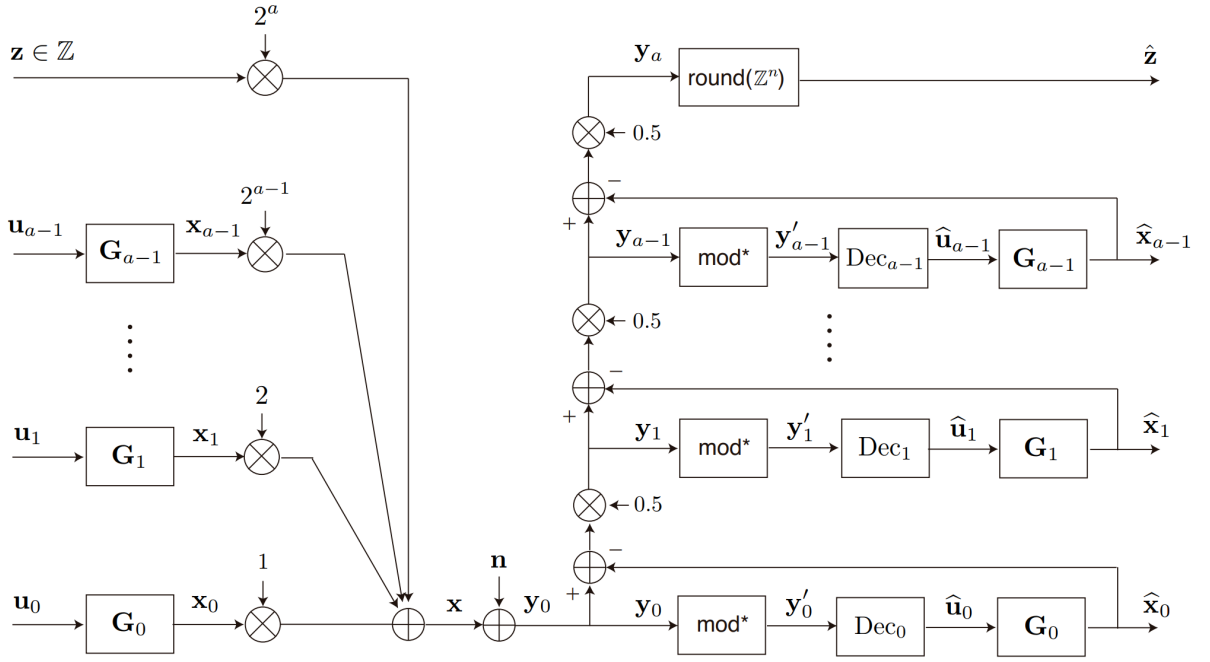 2^a
z ∈ ℤ
y_a
round(ℤ^n)
ẑ
0.5
−
2^{a−1}
+
u_{a−1}
G_{a−1}
x_{a−1}
y_{a−1}
mod*
y′_{a−1}
Dec_{a−1}
û_{a−1}
G_{a−1}
x̂_{a−1}
0.5
−
2
+
u_1
G_1
x_1
y_1
mod*
y′_1
Dec_1
û_1
G_1
x̂_1
0.5
−
1
n
+
u_0
G_0
x_0
x
y_0
y_0
mod*
y′_0
Dec_0
û_0
G_0
x̂_0